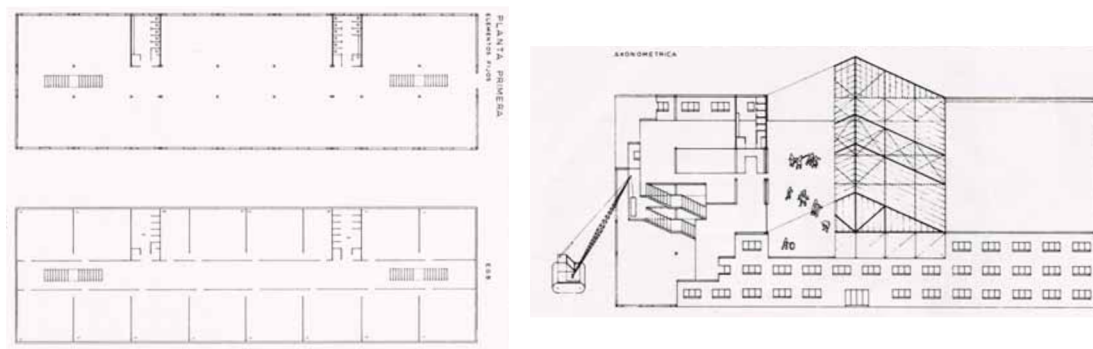 PLANTA PRIMERA
ELEMENTOS FIJOS
E.G.B.
AXONOMETRICA